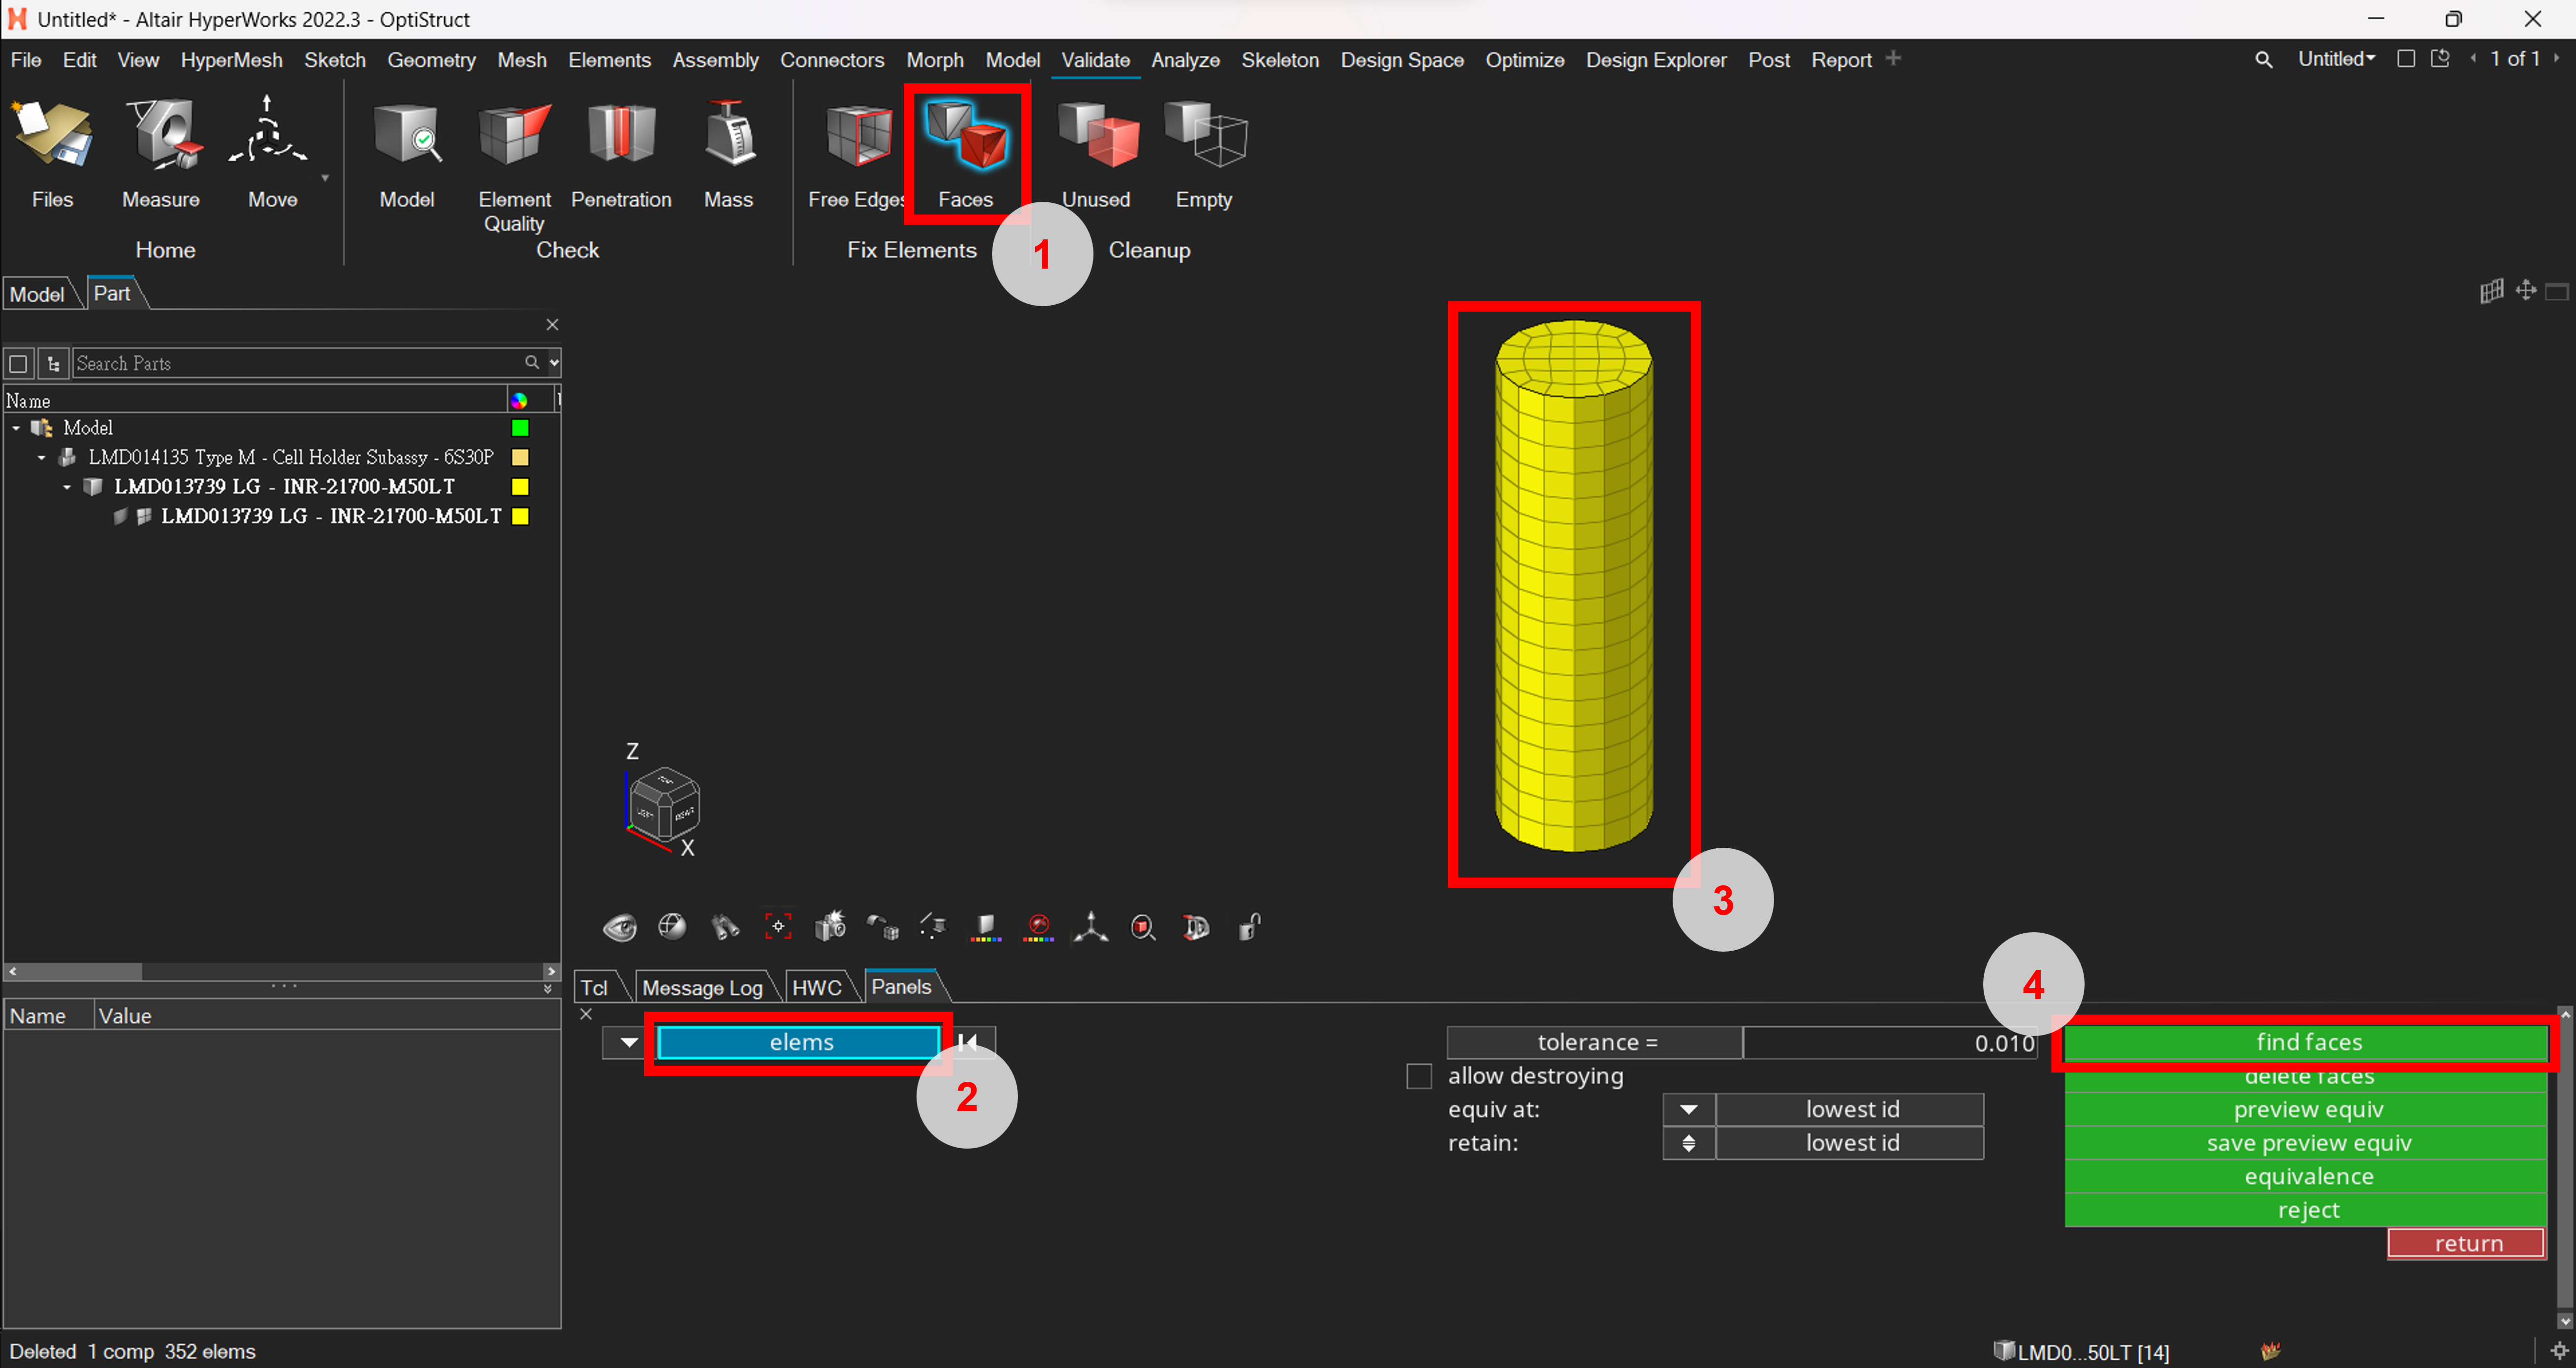 Untitled* - Altair HyperWorks 2022.3 - OptiStruct
File Edit View HyperMesh Sketch Geometry Mesh Elements Assembly Connectors Morph Model Validate Analyze Skeleton Design Space Optimize Design Explorer Post Report + Untitled 1 of 1
Files Measure Move Model Element Quality Penetration Mass Free Edges Faces Unused Empty
Home Check Fix Elements Cleanup
1
Model Part
Search Parts
Name
Model
LMD014135 Type M - Cell Holder Subassy - 6S30P
LMD013739 LG - INR-21700-M50LT
LMD013739 LG - INR-21700-M50LT
Z
TOP
LEFT REAR
X
3
4
Tcl Message Log HWC Panels
Name Value
elems
2
tolerance = 0.010
allow destroying
equiv at: lowest id
retain: lowest id
find faces
delete faces
preview equiv
save preview equiv
equivalence
reject
return
Deleted 1 comp 352 elems
LMD0...50LT [14]